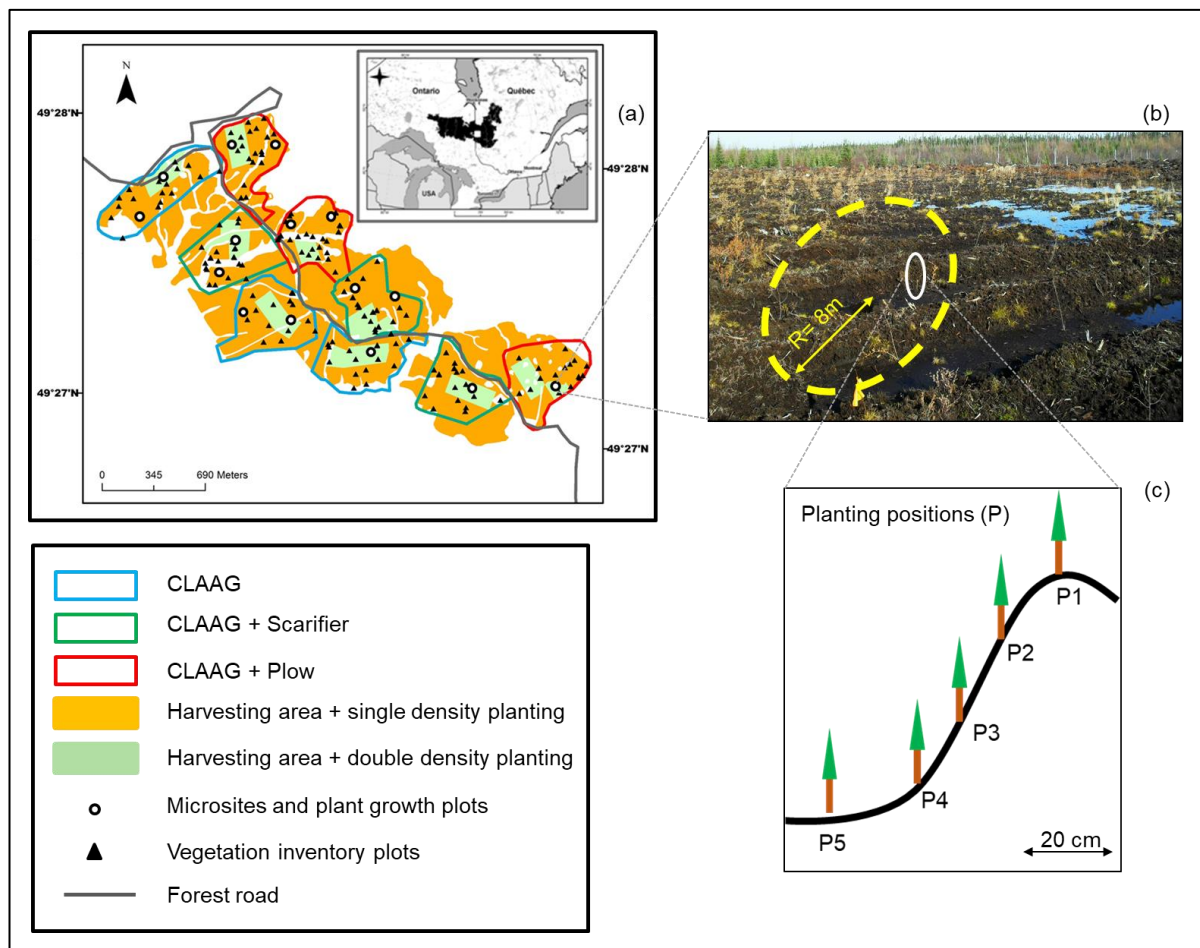 N
49°28'N
49°28'N
49°27'N
49°27'N
0 345 690 Meters
Ontario
Québec
Ottawa
Montreal
USA
(a)
(b)
R= 8m
(c)
Planting positions (P)
P1
P2
P3
P4
P5
20 cm
CLAAG
CLAAG + Scarifier
CLAAG + Plow
Harvesting area + single density planting
Harvesting area + double density planting
Microsites and plant growth plots
Vegetation inventory plots
Forest road